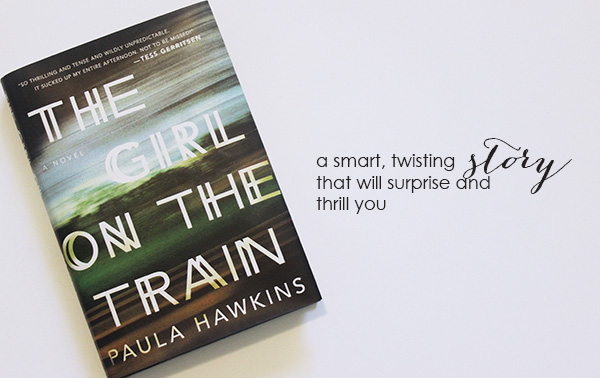 "SO THRILLING AND TENSE AND WILDLY UNPREDICTABLE,
IT SUCKED UP MY ENTIRE AFTERNOON. NOT TO BE MISSED!"
—TESS GERRITSEN
THE
A NOVEL
GIRL
ON THE
TRAIN
PAULA HAWKINS
a smart, twisting story
that will surprise and
thrill you